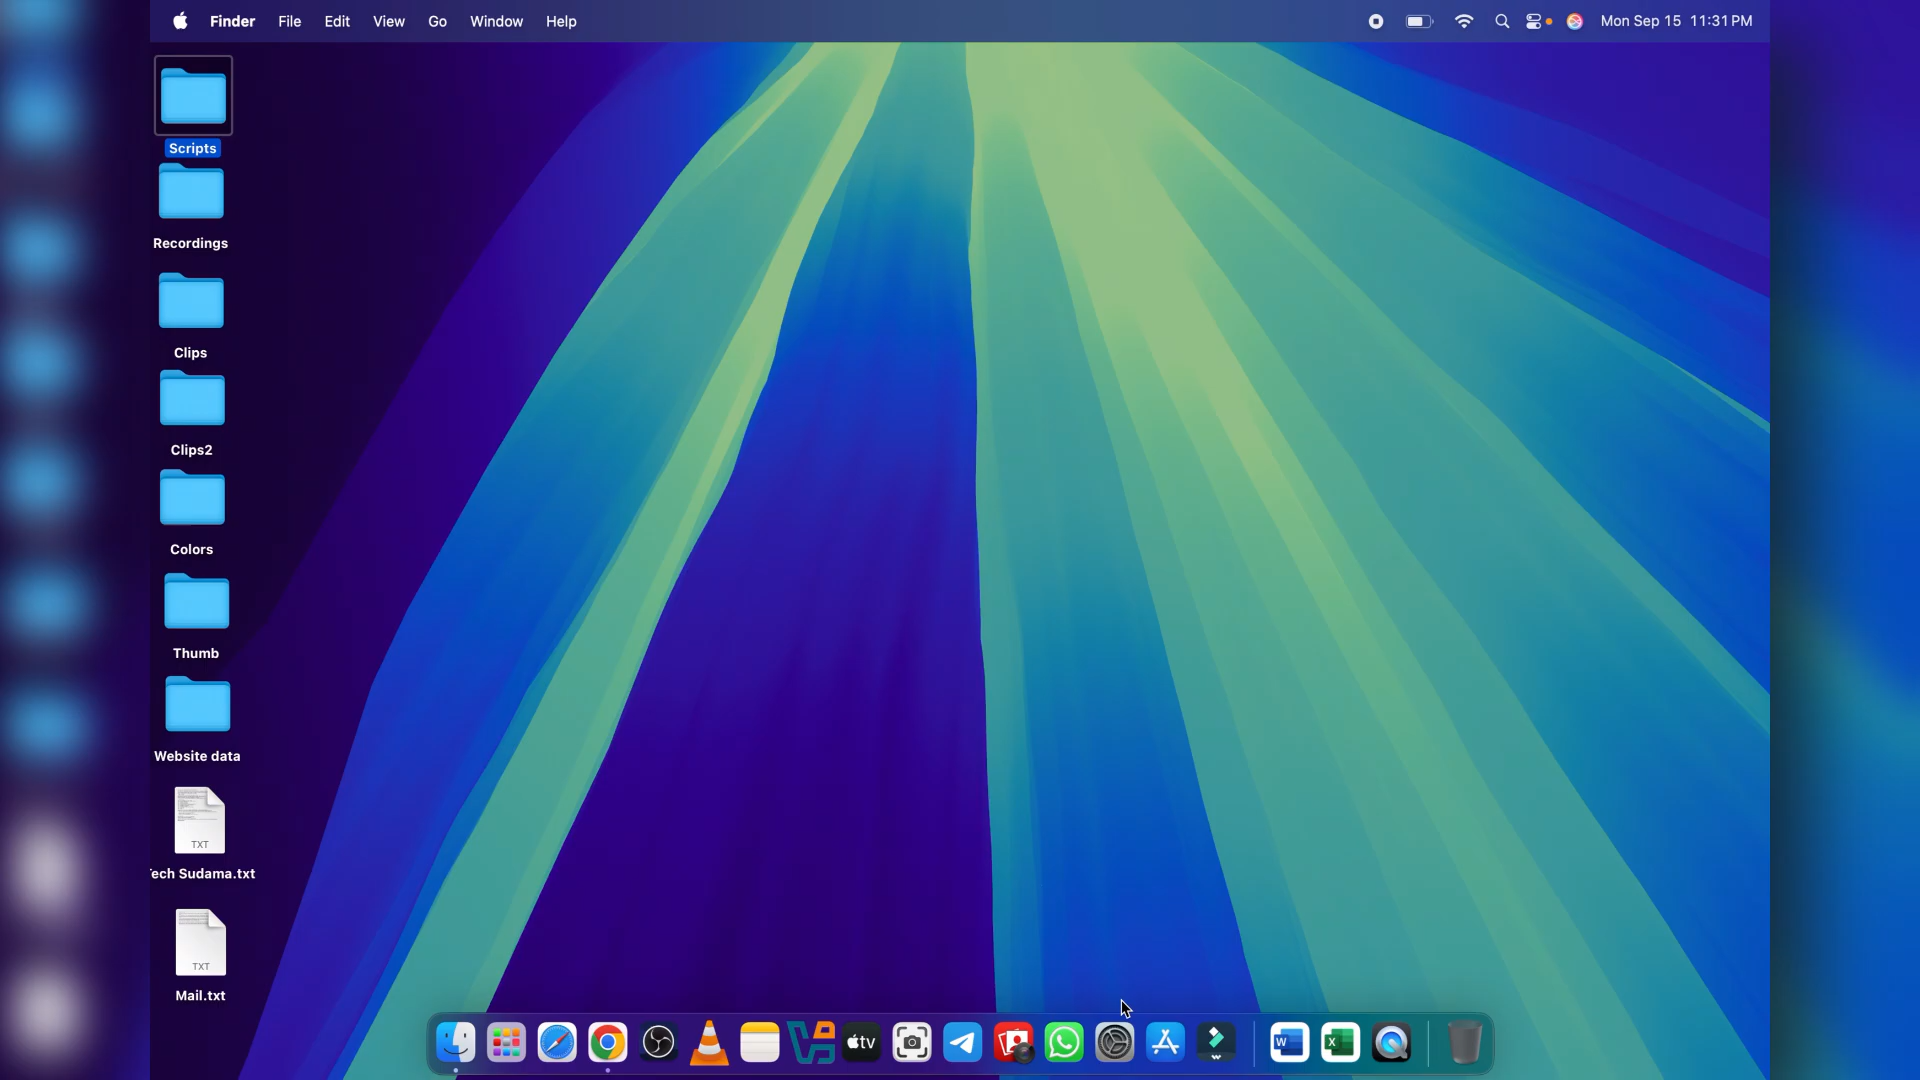 Finder File Edit View Go Window Help Mon Sep 15 11:31 PM
Scripts
Recordings
Clips
Clips2
Colors
Thumb
Website data
TXT
ech Sudama.txt
TXT
Mail.txt
tv
W
X